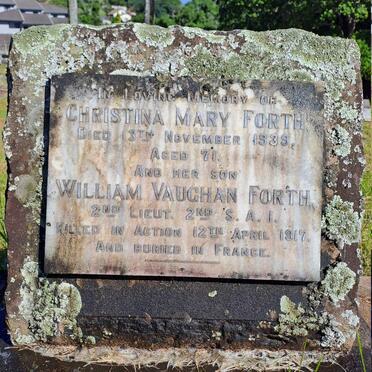 In Loving Memory of
Christina Mary Forth
Died 13th November 1939,
Aged 71.
And her son
William Vaughan Forth
2nd Lieut. 2nd S.A.I.
Killed in action 12th April 1917.
And buried in France.